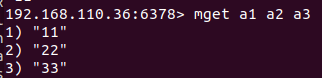 192.168.110.36:6378> mget a1 a2 a3
1) "11"
2) "22"
3) "33"